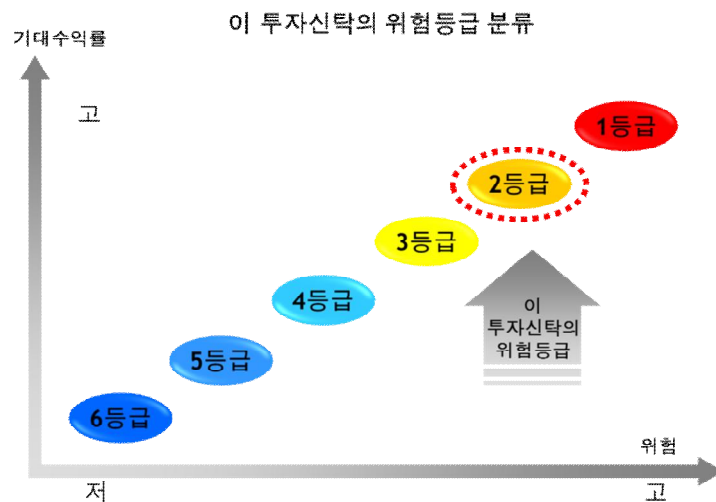 이 투자신탁의 위험등급 분류
기대수익률
고
1등급
2등급
3등급
4등급
이
투자신탁의
위험등급
5등급
6등급
위험
저
고